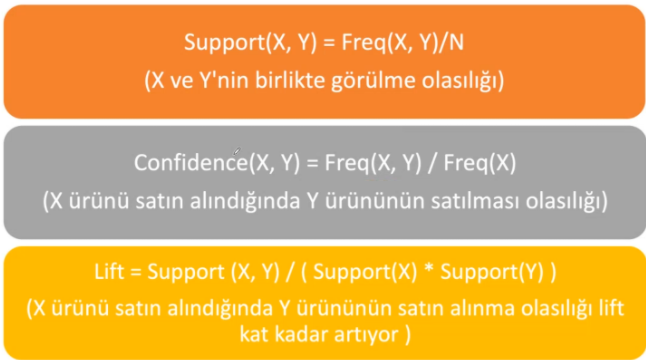 Support(X, Y) = Freq(X, Y)/N
(X ve Y'nin birlikte görülme olasılığı)
Confidence(X, Y) = Freq(X, Y) / Freq(X)
(X ürünü satın alındığında Y ürününün satılması olasılığı)
Lift = Support (X, Y) / ( Support(X) * Support(Y) )
(X ürünü satın alındığında Y ürününün satın alınma olasılığı lift
kat kadar artıyor )